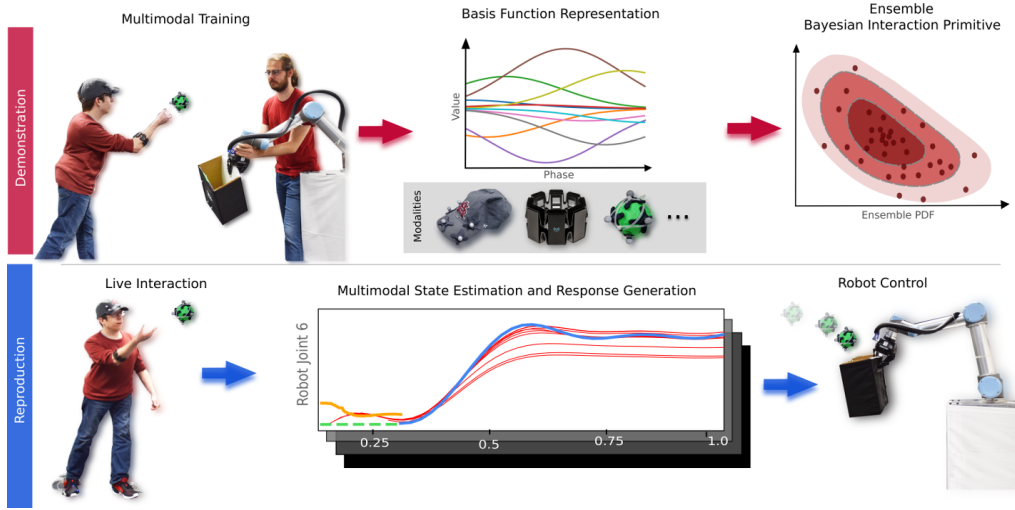 Multimodal Training
Basis Function Representation
Ensemble
Bayesian Interaction Primitive
Demonstration
Value
Phase
Modalities
Ensemble PDF
Live Interaction
Multimodal State Estimation and Response Generation
Robot Control
Reproduction
Robot Joint 6
0.25
0.5
0.75
1.0